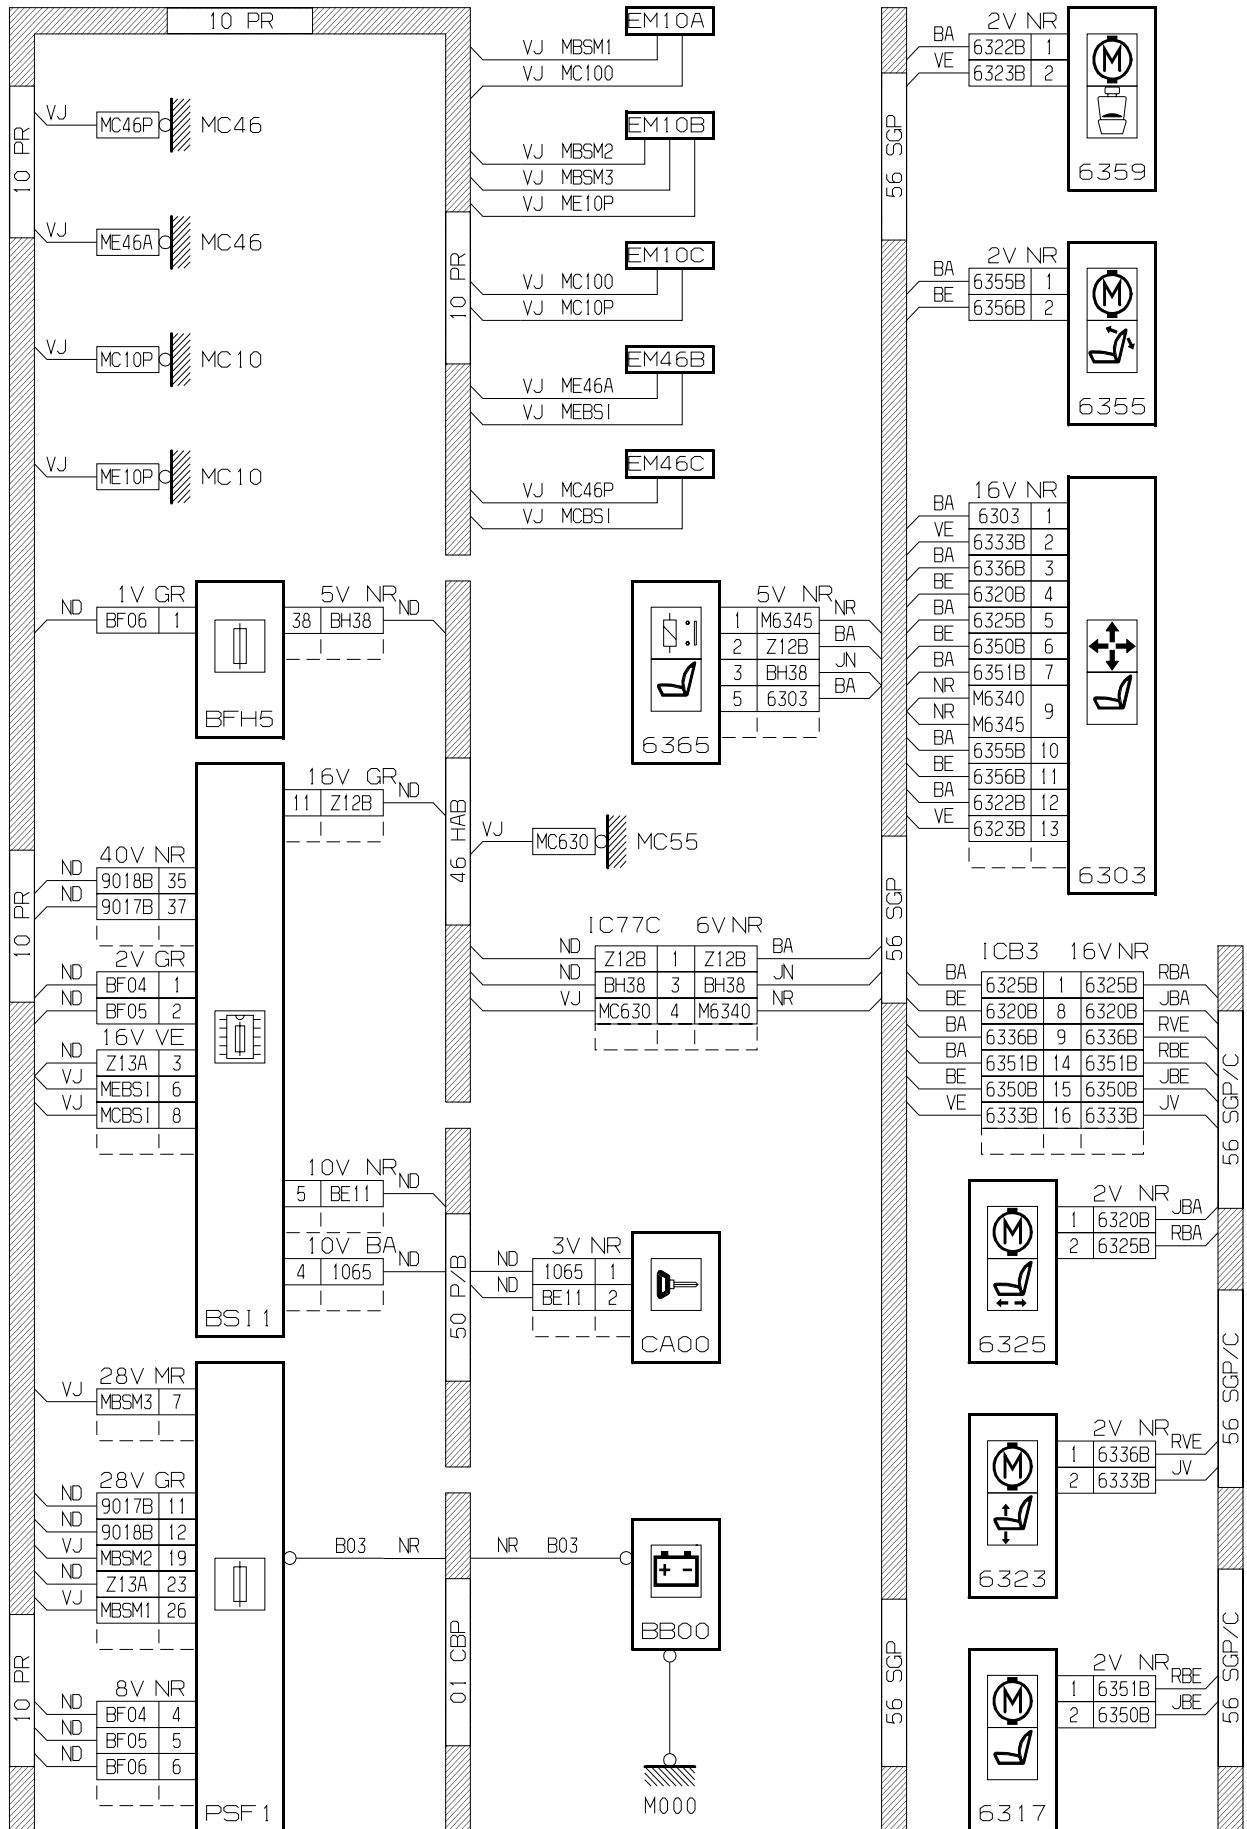 10 PR
10 PR
VJ MC46P MC46
VJ ME46A MC46
VJ MC10P MC10
VJ ME10P MC10
10 PR
EM10A
VJ MBSM1
VJ MC100
EM10B
VJ MBSM2
VJ MBSM3
VJ ME10P
EM10C
VJ MC100
VJ MC10P
EM46B
VJ ME46A
VJ MEBSI
EM46C
VJ MC46P
VJ MCBSI
1V GR
ND BF06 1
BFH5
5V NR
38 BH38 ND
16V GR
11 Z12B ND
10 PR
40V NR
ND 9018B 35
ND 9017B 37
2V GR
ND BF04 1
ND BF05 2
16V VE
ND Z13A 3
VJ MEBSI 6
VJ MCBSI 8
10V NR
5 BE11 ND
10V BA
4 1065 ND
BSI1
28V MR
VJ MBSM3 7
28V GR
ND 9017B 11
ND 9018B 12
VJ MBSM2 19
ND Z13A 23
VJ MBSM1 26
10 PR
8V NR
ND BF04 4
ND BF05 5
ND BF06 6
PSF1
B03 NR
NR B03
46 HAB
50 P/B
01 CBP
6365
5V NR
1 M6345 NR
2 Z12B BA
3 BH38 JN
5 6303 BA
VJ MC630 MC55
IC77C 6V NR
ND Z12B 1 Z12B BA
ND BH38 3 BH38 JN
VJ MC630 4 M6340 NR
3V NR
ND 1065 1
ND BE11 2
CA00
BB00
M000
56 SGP
2V NR
BA 6322B 1
VE 6323B 2
6359
2V NR
BA 6355B 1
BE 6356B 2
6355
16V NR
BA 6303 1
VE 6333B 2
BA 6336B 3
BE 6320B 4
BA 6325B 5
BE 6350B 6
BA 6351B 7
NR M6340
NR M6345 9
BA 6355B 10
BE 6356B 11
BA 6322B 12
VE 6323B 13
6303
56 SGP
ICB3 16V NR
BA 6325B 1 6325B RBA
BE 6320B 8 6320B JBA
BA 6336B 9 6336B RVE
BA 6351B 14 6351B RBE
BE 6350B 15 6350B JBE
VE 6333B 16 6333B JV
56 SGP/C
2V NR
1 6320B JBA
2 6325B RBA
6325
56 SGP/C
2V NR
1 6336B RVE
2 6333B JV
6323
56 SGP
56 SGP/C
2V NR
1 6351B RBE
2 6350B JBE
6317